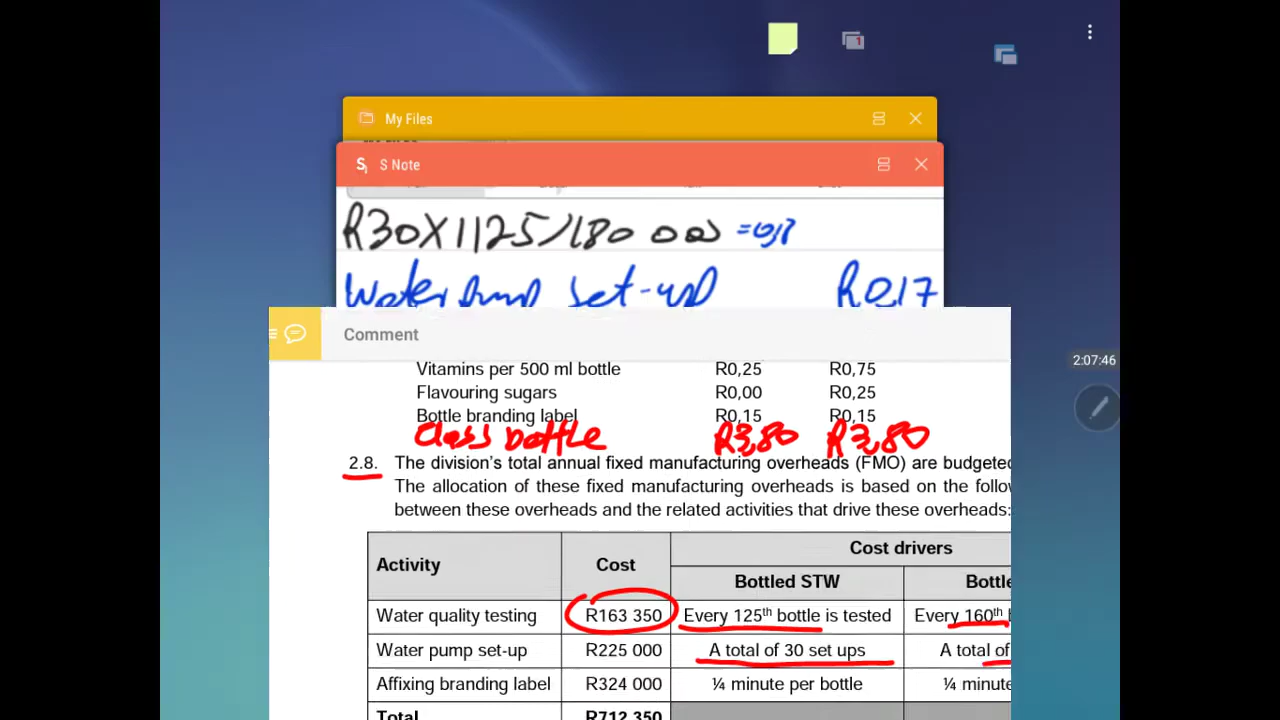 My Files
S Note
R30X1125/180 000 =0,17
Water pump set-up R0,17
Comment
Vitamins per 500 ml bottle R0,25 R0,75
Flavouring sugars R0,00 R0,25
Bottle branding label R0,15 R0,15
Class bottle R3,80 R3,80
2.8. The division's total annual fixed manufacturing overheads (FMO) are budgeted
The allocation of these fixed manufacturing overheads is based on the follo
between these overheads and the related activities that drive these overheads:
Activity Cost Cost drivers
Bottled STW Bottle
Water quality testing R163 350 Every 125th bottle is tested Every 160th b
Water pump set-up R225 000 A total of 30 set ups A total of
Affixing branding label R324 000 ¼ minute per bottle ¼ minute
Total R712 350
2:07:46